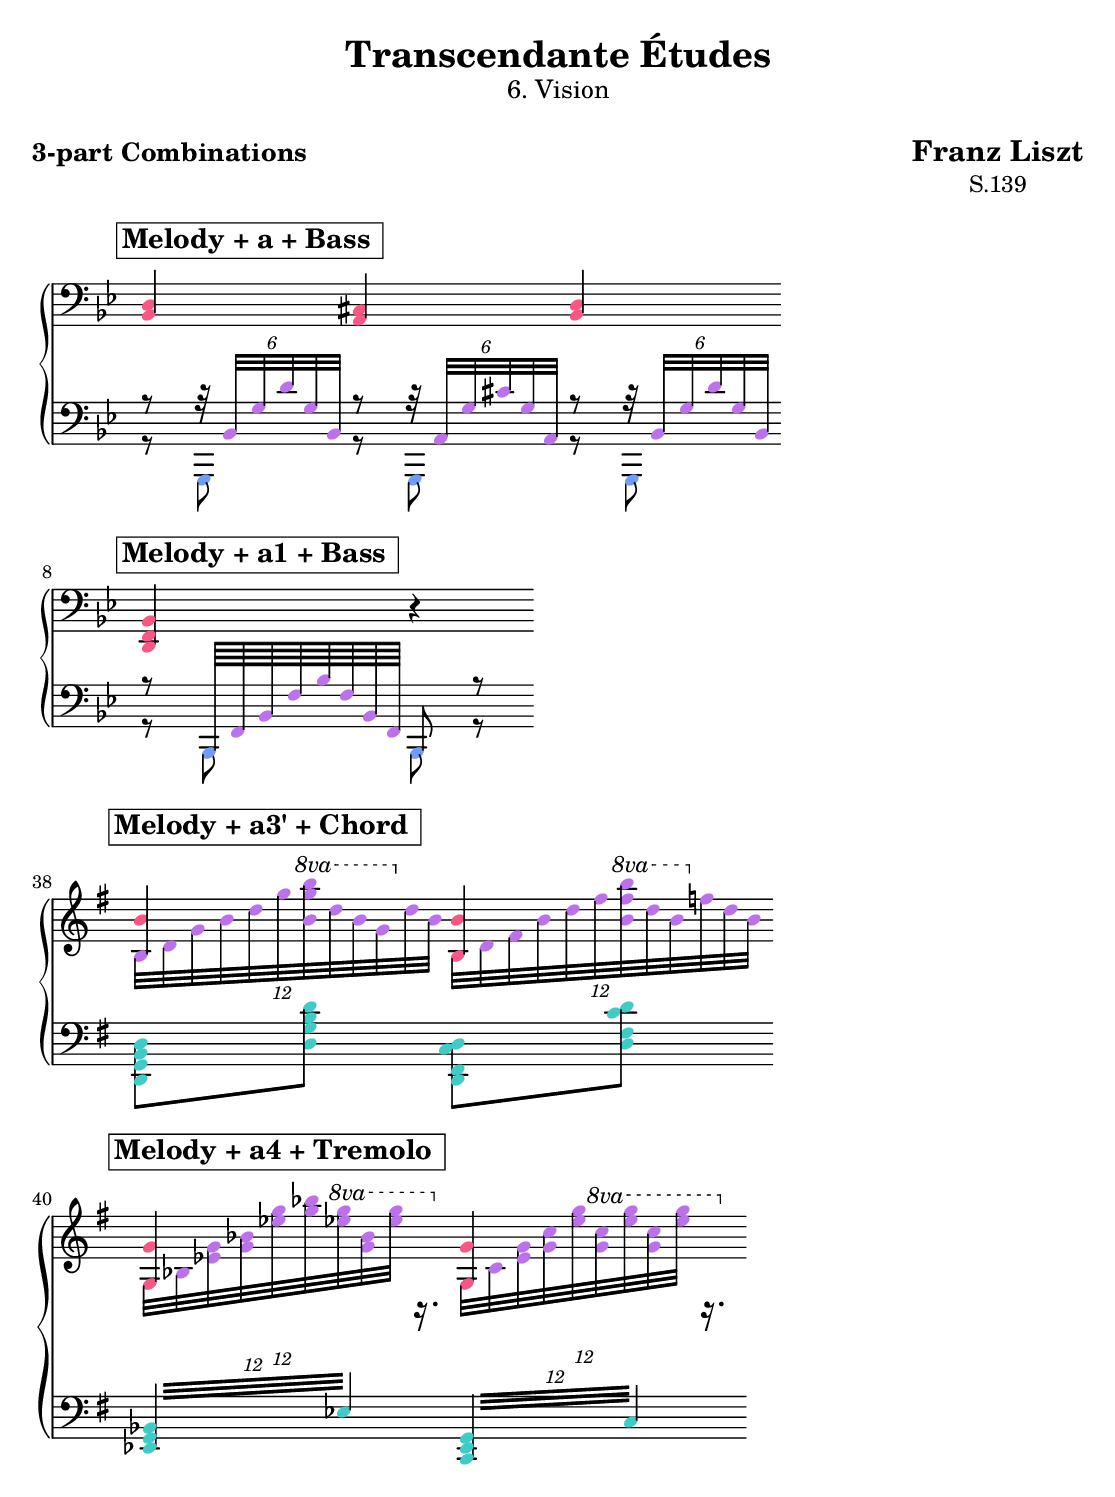 Transcendante Études
6. Vision
3-part Combinations
Franz Liszt
S.139
Melody + a + Bass
6 6 6
Melody + a1 + Bass
8
Melody + a3' + Chord
8va 8va
38
12 12
Melody + a4 + Tremolo
40
8va 8va
12 12 12 12